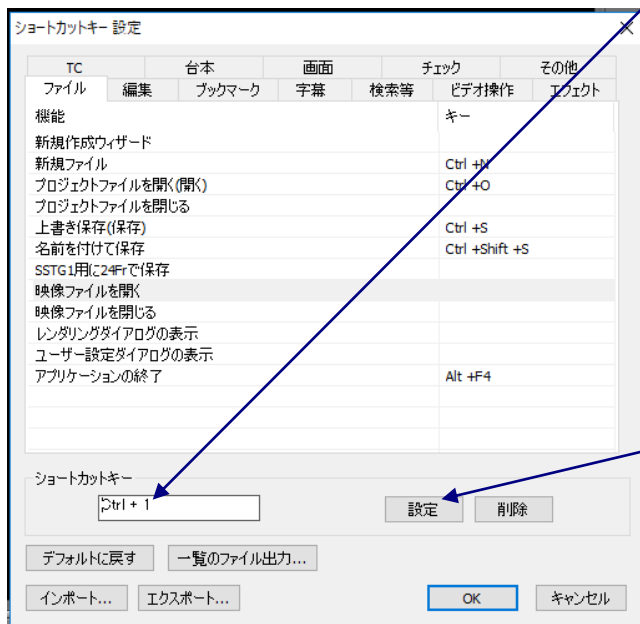 ショートカットキー 設定
TC 台本 画面 チェック その他
ファイル 編集 ブックマーク 字幕 検索等 ビデオ操作 エフェクト
機能 キー
新規作成ウィザード
新規ファイル Ctrl +N
プロジェクトファイルを開く(開く) Ctrl +O
プロジェクトファイルを閉じる
上書き保存(保存) Ctrl +S
名前を付けて保存 Ctrl +Shift +S
SSTG1用に24Frで保存
映像ファイルを開く
映像ファイルを閉じる
レンダリングダイアログの表示
ユーザー設定ダイアログの表示
アプリケーションの終了 Alt +F4
ショートカットキー
Ctrl + 1
設定 削除
デフォルトに戻す 一覧のファイル出力...
インポート... エクスポート... OK キャンセル